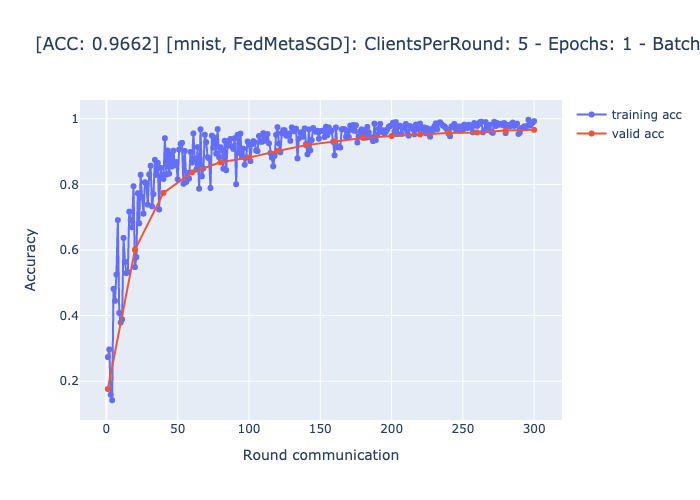 [ACC: 0.9662] [mnist, FedMetaSGD]: ClientsPerRound: 5 - Epochs: 1 - Batch
training acc
valid acc
1
0.8
0.6
0.4
0.2
Accuracy
0 50 100 150 200 250 300
Round communication